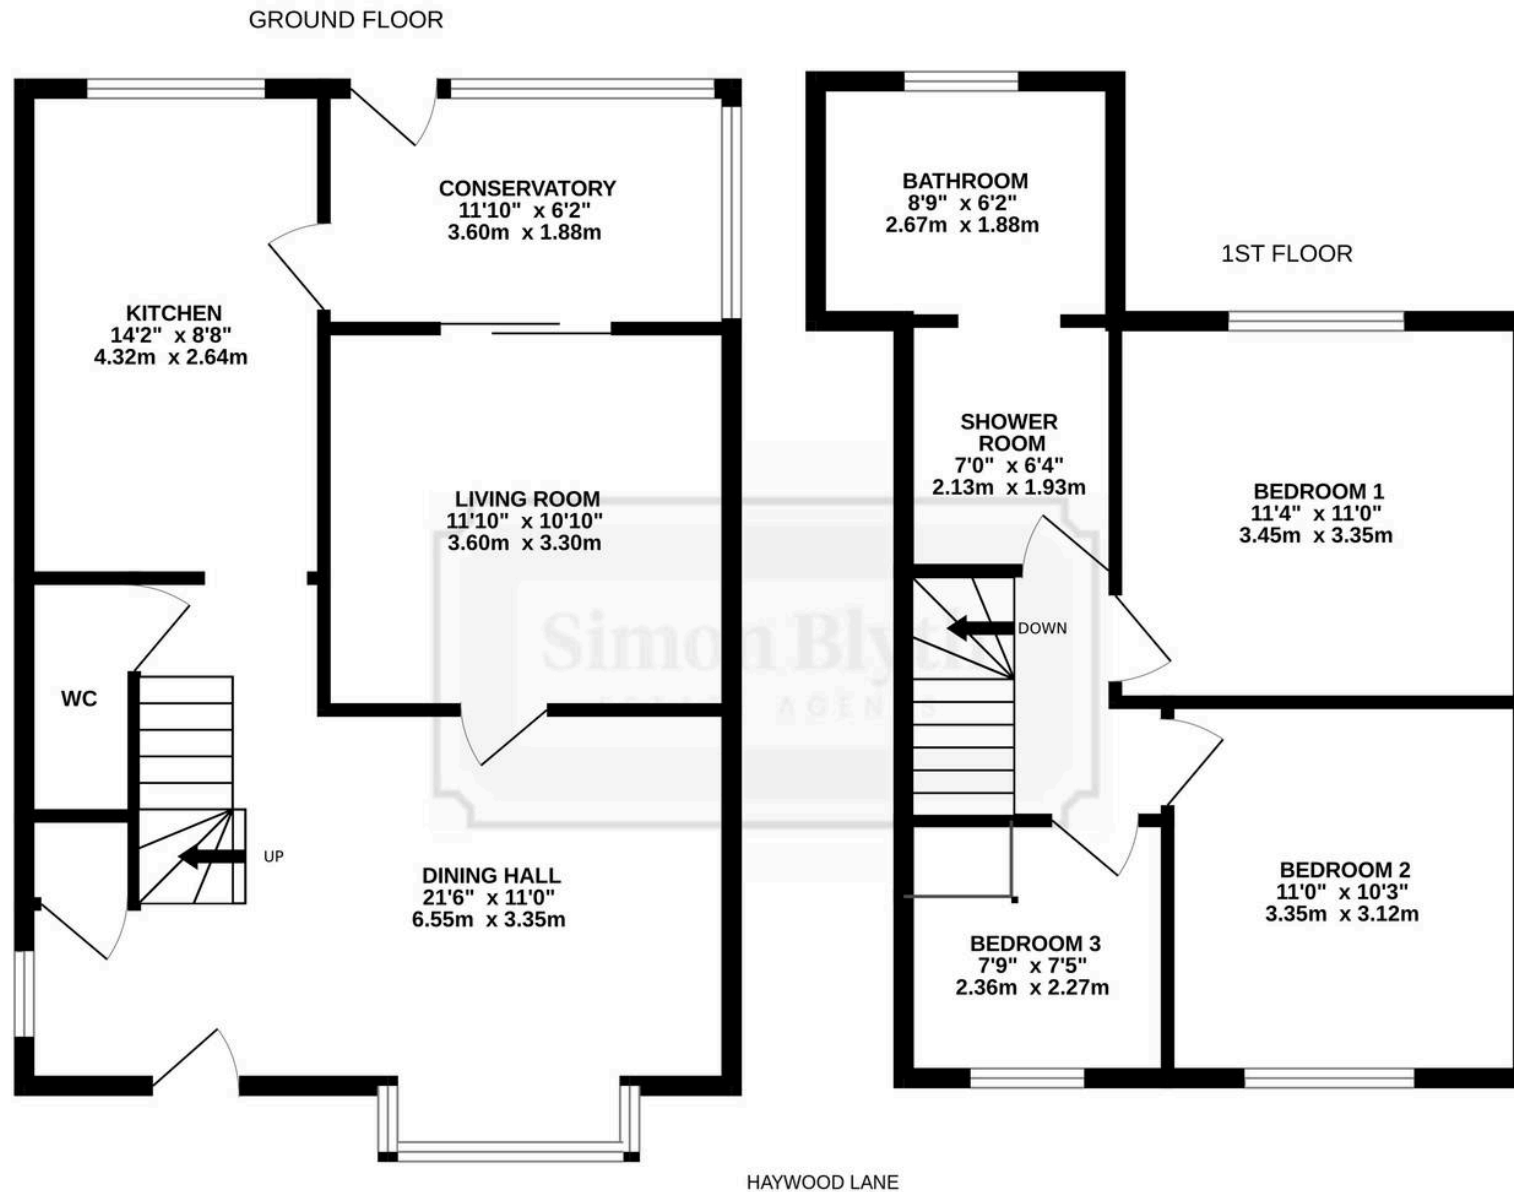 GROUND FLOOR
CONSERVATORY
11'10" x 6'2"
3.60m x 1.88m
KITCHEN
14'2" x 8'8"
4.32m x 2.64m
LIVING ROOM
11'10" x 10'10"
3.60m x 3.30m
WC
UP
DINING HALL
21'6" x 11'0"
6.55m x 3.35m
BATHROOM
8'9" x 6'2"
2.67m x 1.88m
1ST FLOOR
SHOWER
ROOM
7'0" x 6'4"
2.13m x 1.93m
BEDROOM 1
11'4" x 11'0"
3.45m x 3.35m
DOWN
BEDROOM 2
11'0" x 10'3"
3.35m x 3.12m
BEDROOM 3
7'9" x 7'5"
2.36m x 2.27m
Simon Blyth
ESTATE AGENTS
HAYWOOD LANE